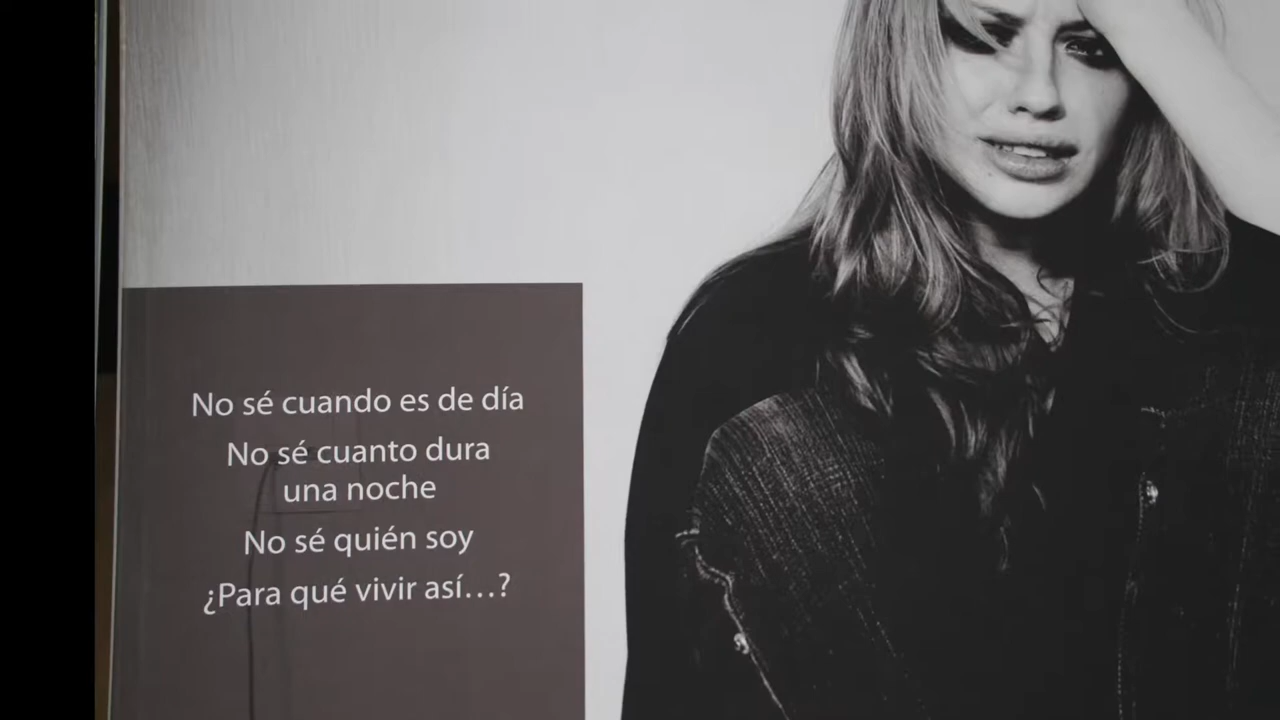 No sé cuando es de día
No sé cuanto dura
una noche
No sé quién soy
¿Para qué vivir así...?